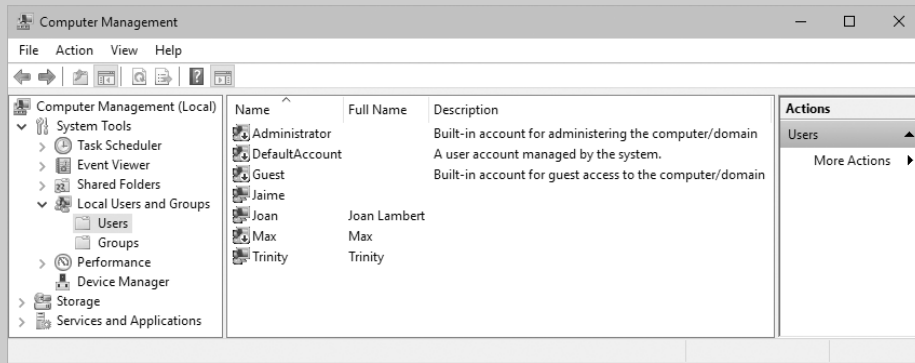 Computer Management
File Action View Help
Computer Management (Local)
System Tools
Task Scheduler
Event Viewer
Shared Folders
Local Users and Groups
Users
Groups
Performance
Device Manager
Storage
Services and Applications
Name Full Name Description
Administrator Built-in account for administering the computer/domain
DefaultAccount A user account managed by the system.
Guest Built-in account for guest access to the computer/domain
Jaime
Joan Joan Lambert
Max Max
Trinity Trinity
Actions
Users
More Actions